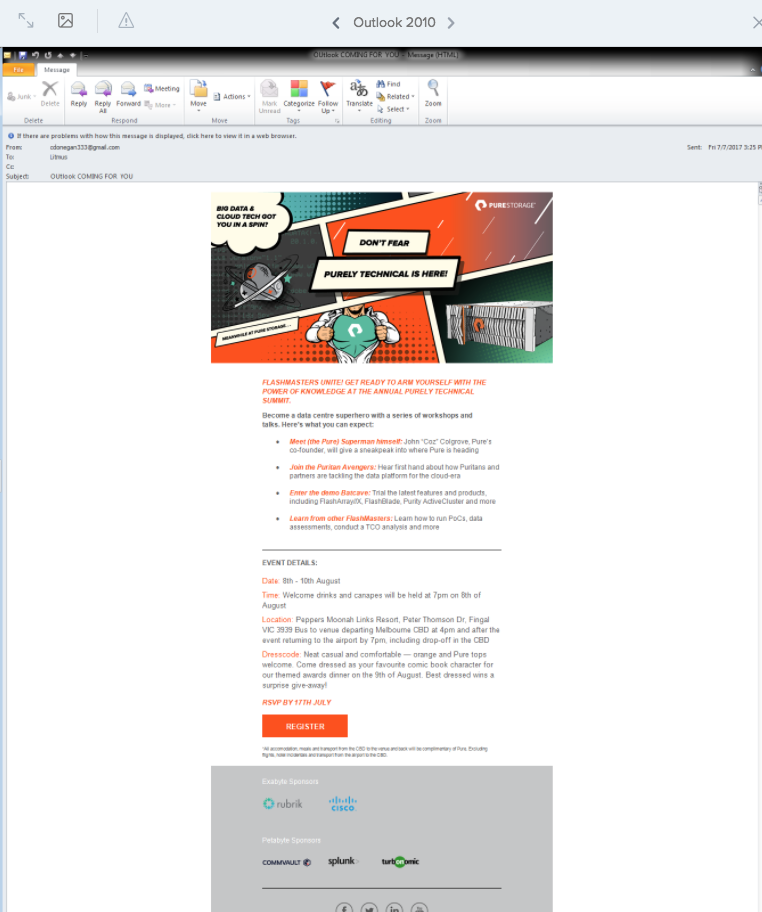 Outlook 2010
OUtlook COMING FOR YOU - Message (HTML)
File
Message
Junk
Delete
Reply
Reply All
Forward
Meeting
More
Move
Actions
Mark Unread
Categorize
Follow Up
Translate
Find
Related
Select
Zoom
Delete
Respond
Move
Tags
Editing
Zoom
If there are problems with how this message is displayed, click here to view it in a web browser.
From: cdonegan333@gmail.com
Sent: Fri 7/7/2017 3:25 P
To: Litmus
Cc:
Subject: OUtlook COMING FOR YOU
BIG DATA &
CLOUD TECH GOT
YOU IN A SPIN?
PURESTORAGE
DON'T FEAR
PURELY TECHNICAL IS HERE!
MEANWHILE AT PURE STORAGE...
FLASHMASTERS UNITE! GET READY TO ARM YOURSELF WITH THE
POWER OF KNOWLEDGE AT THE ANNUAL PURELY TECHNICAL
SUMMIT.
Become a data centre superhero with a series of workshops and
talks. Here's what you can expect:
• Meet (the Pure) Superman himself: John "Coz" Colgrove, Pure's
co-founder, will give a sneakpeak into where Pure is heading
• Join the Puritan Avengers: Hear first hand about how Puritans and
partners are tackling the data platform for the cloud-era
• Enter the demo Batcave: Trial the latest features and products,
including FlashArray//X, FlashBlade, Purity ActiveCluster and more
• Learn from other FlashMasters: Learn how to run PoCs, data
assessments, conduct a TCO analysis and more
EVENT DETAILS:
Date: 8th - 10th August
Time: Welcome drinks and canapes will be held at 7pm on 8th of
August
Location: Peppers Moonah Links Resort, Peter Thomson Dr, Fingal
VIC 3939 Bus to venue departing Melbourne CBD at 4pm and after the
event returning to the airport by 7pm, including drop-off in the CBD
Dresscode: Neat casual and comfortable — orange and Pure tops
welcome. Come dressed as your favourite comic book character for
our themed awards dinner on the 9th of August. Best dressed wins a
surprise give-away!
RSVP BY 17TH JULY
REGISTER
*All accomodation, meals and transport from the CBD to the venue and back will be complimentary of Pure. Excluding
flights, hotel incidentals and transport from the airport to the CBD.
Exabyte Sponsors
rubrik
CISCO
Petabyte Sponsors
COMMVAULT
splunk>
turbonomic